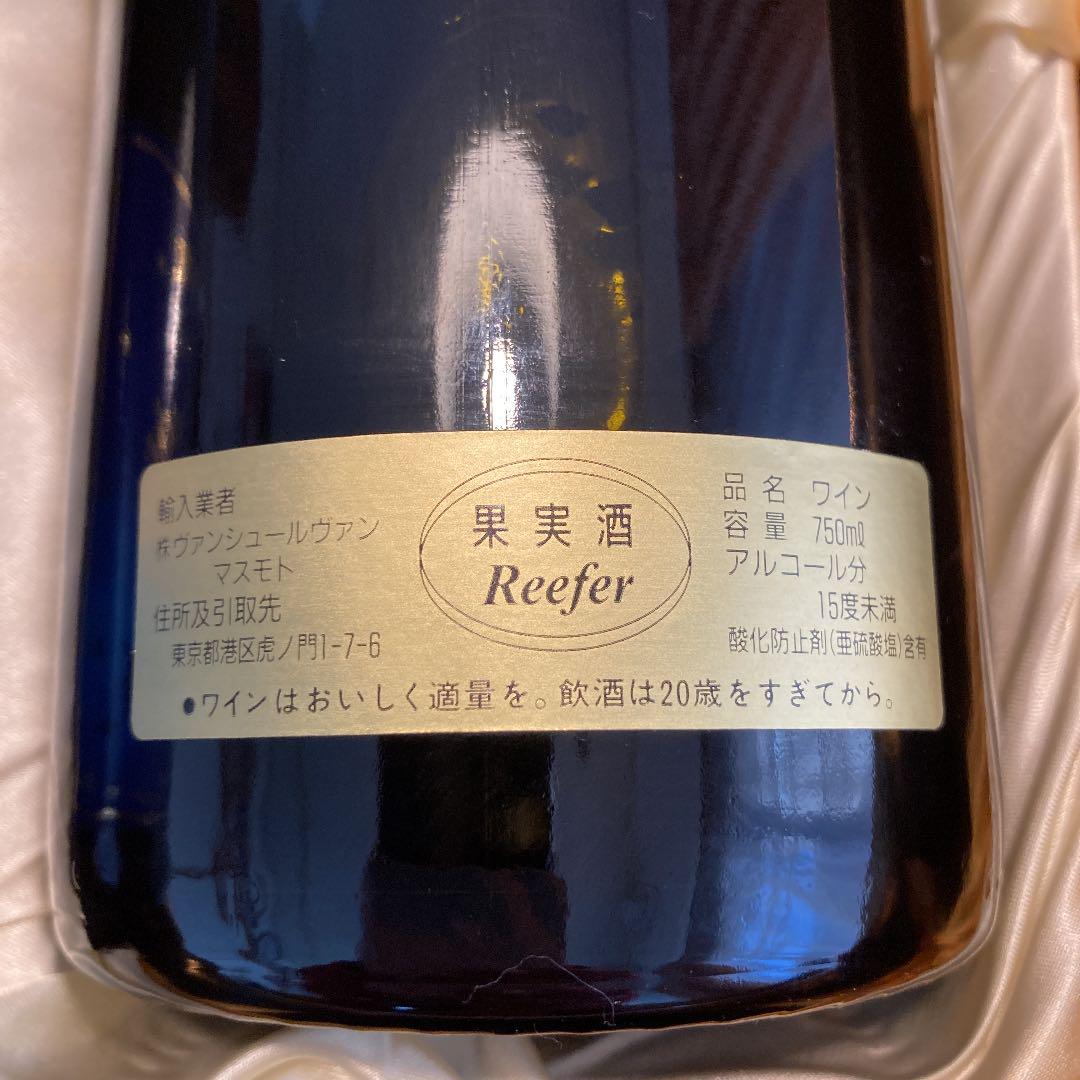 輸入業者
株ヴァンシュールヴァン
マスモト
住所及引取先
東京都港区虎ノ門1-7-6
果実酒
Reefer
品名 ワイン
容量 750ml
アルコール分
15度未満
酸化防止剤(亜硫酸塩)含有
●ワインはおいしく適量を。飲酒は20歳をすぎてから。